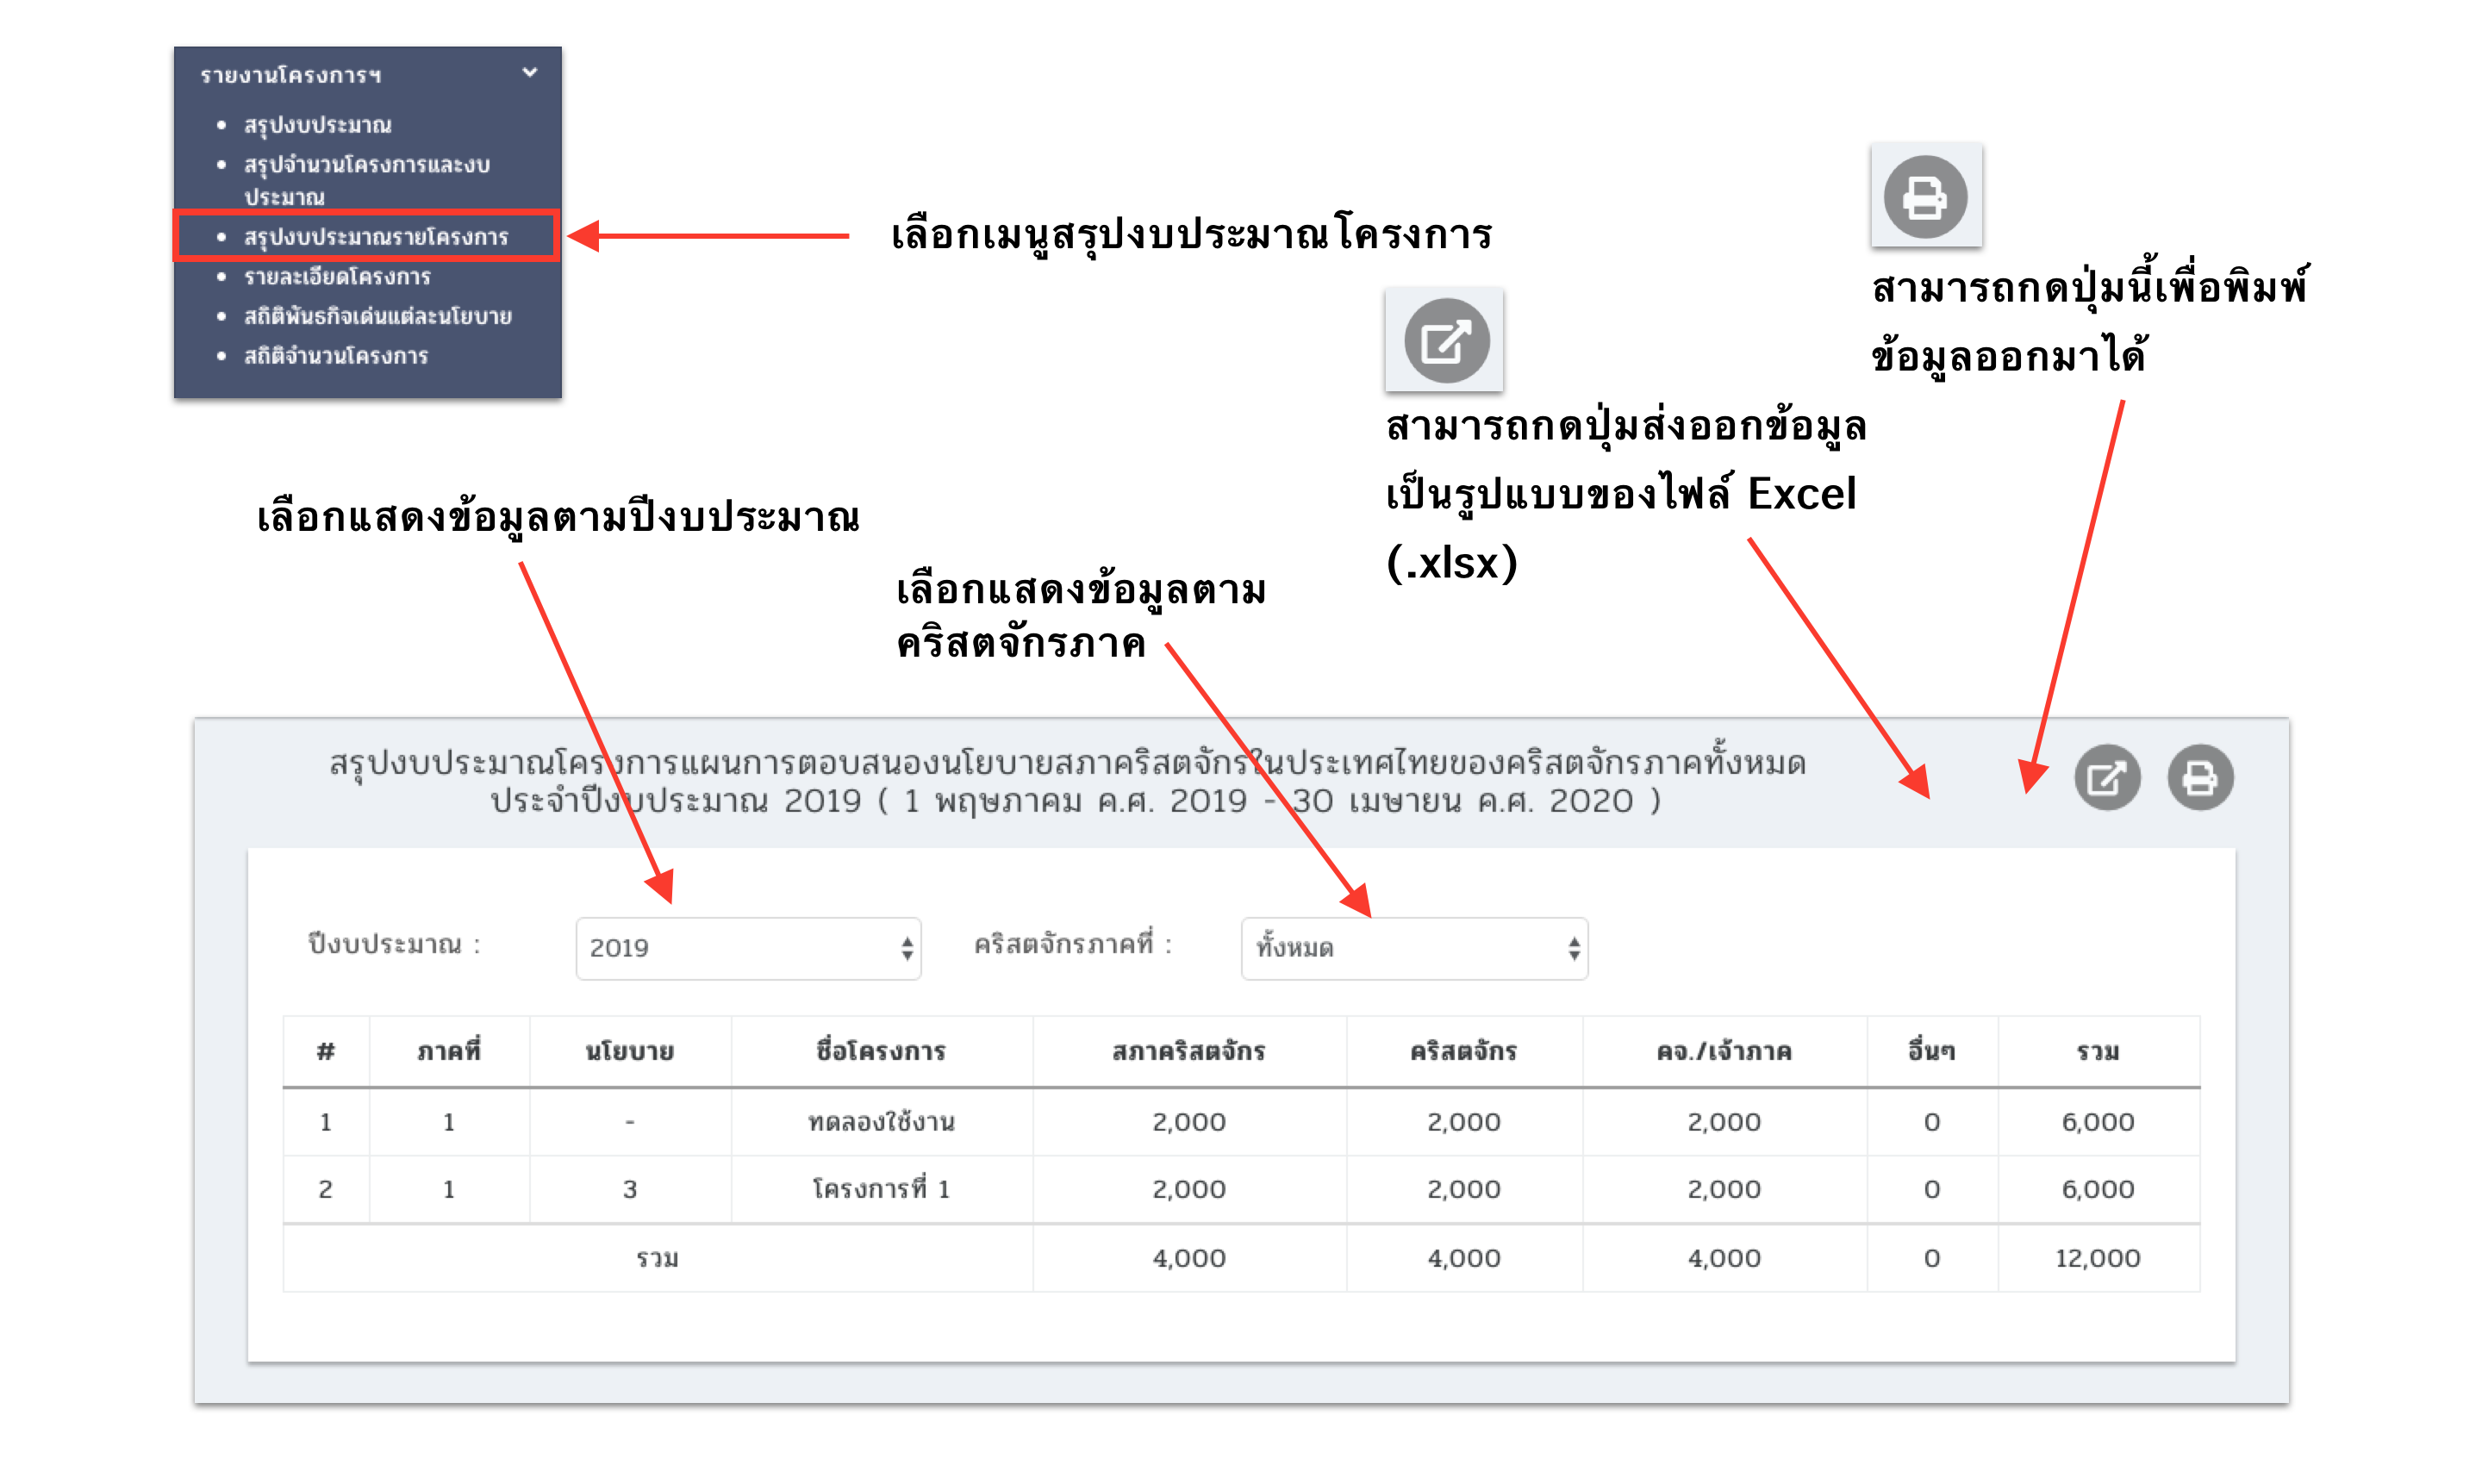 รายงานโครงการฯ
สรุปงบประมาณ
สรุปจำนวนโครงการและงบ
ประมาณ
สรุปงบประมาณรายโครงการ
รายละเอียดโครงการ
สถิติพันธกิจเด่นแต่ละนโยบาย
สถิติจำนวนโครงการ
เลือกเมนูสรุปงบประมาณโครงการ
สามารถกดปุ่มนี้เพื่อพิมพ์
ข้อมูลออกมาได้
สามารถกดปุ่มส่งออกข้อมูล
เป็นรูปแบบของไฟล์ Excel
(.xlsx)
เลือกแสดงข้อมูลตามปีงบประมาณ
เลือกแสดงข้อมูลตาม
คริสตจักรภาค
สรุปงบประมาณโครงการแผนการตอบสนองนโยบายสภาคริสตจักรในประเทศไทยของคริสตจักรภาคทั้งหมด
ประจำปีงบประมาณ 2019 ( 1 พฤษภาคม ค.ศ. 2019 - 30 เมษายน ค.ศ. 2020 )
ปีงบประมาณ : 2019 คริสตจักรภาคที่ : ทั้งหมด
# ภาคที่ นโยบาย ชื่อโครงการ สภาคริสตจักร คริสตจักร คจ./เจ้าภาค อื่นๆ รวม
1 1 - ทดลองใช้งาน 2,000 2,000 2,000 0 6,000
2 1 3 โครงการที่ 1 2,000 2,000 2,000 0 6,000
รวม 4,000 4,000 4,000 0 12,000